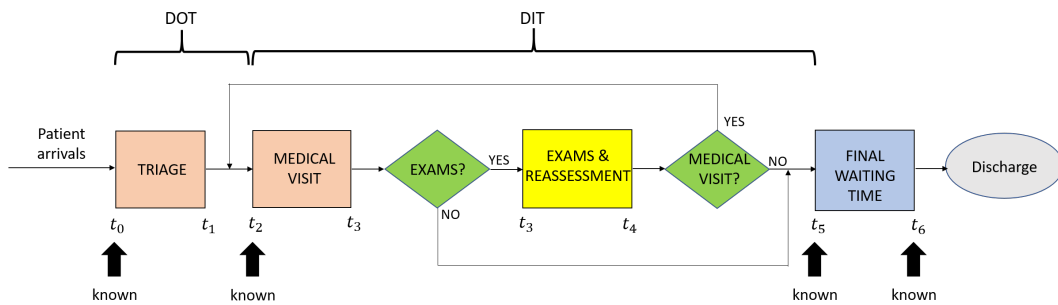 DOT
DIT
Patient
arrivals
TRIAGE
MEDICAL
VISIT
EXAMS?
YES
NO
EXAMS &
REASSESSMENT
MEDICAL
VISIT?
YES
NO
FINAL
WAITING
TIME
Discharge
t₀
t₁
t₂
t₃
t₃
t₄
t₅
t₆
known
known
known
known